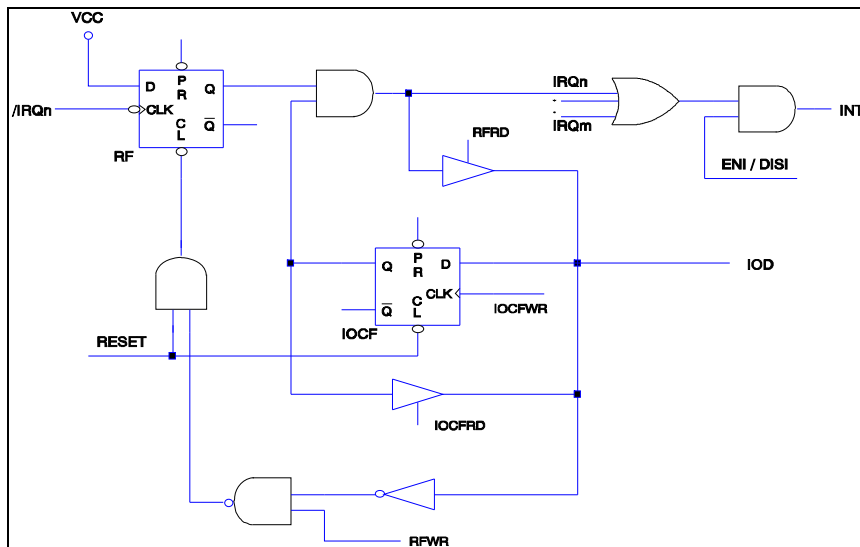 VCC
D
P
R
Q
/IRQn
CLK
C
L
Q
RF
IRQn
IRQm
INT
ENI / DISI
RFRD
Q
P
R
D
CLK
C
L
Q
IOCF
IOCFWR
IOD
RESET
IOCFRD
RFWR